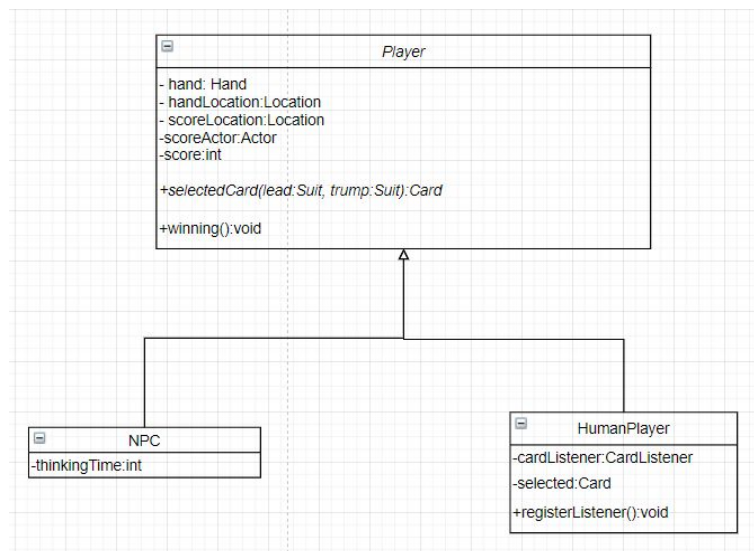 Player
- hand: Hand
- handLocation:Location
- scoreLocation:Location
-scoreActor:Actor
-score:int
+selectedCard(lead:Suit, trump:Suit):Card
+winning():void
NPC
-thinkingTime:int
HumanPlayer
-cardListener:CardListener
-selected:Card
+registerListener():void